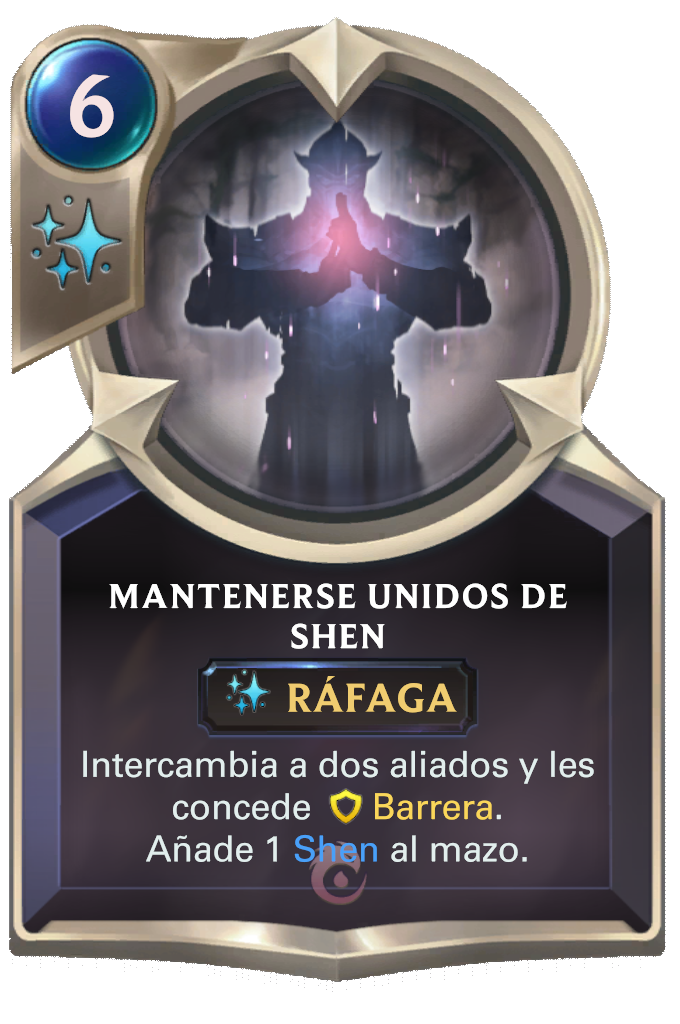 6
MANTENERSE UNIDOS DE
SHEN
RÁFAGA
Intercambia a dos aliados y les
concede Barrera.
Añade 1 Shen al mazo.